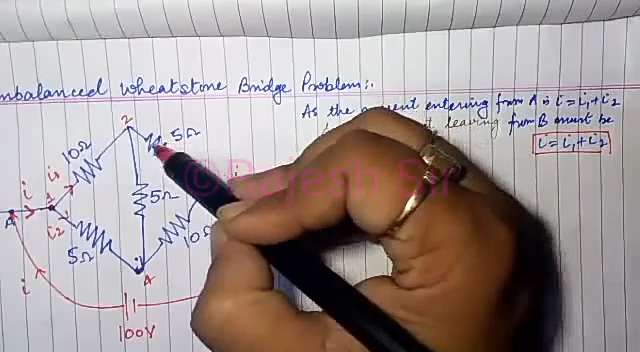 nbalanced Wheatstone Bridge Problem:.
As the current entering from A is i = i₁ + i₂
leaving from B must be
i = i₁ + i₂
©Rajesh Sir
2
10Ω
5Ω
i₁
i
A
i₂
5Ω
5Ω
10Ω
4
i
100V